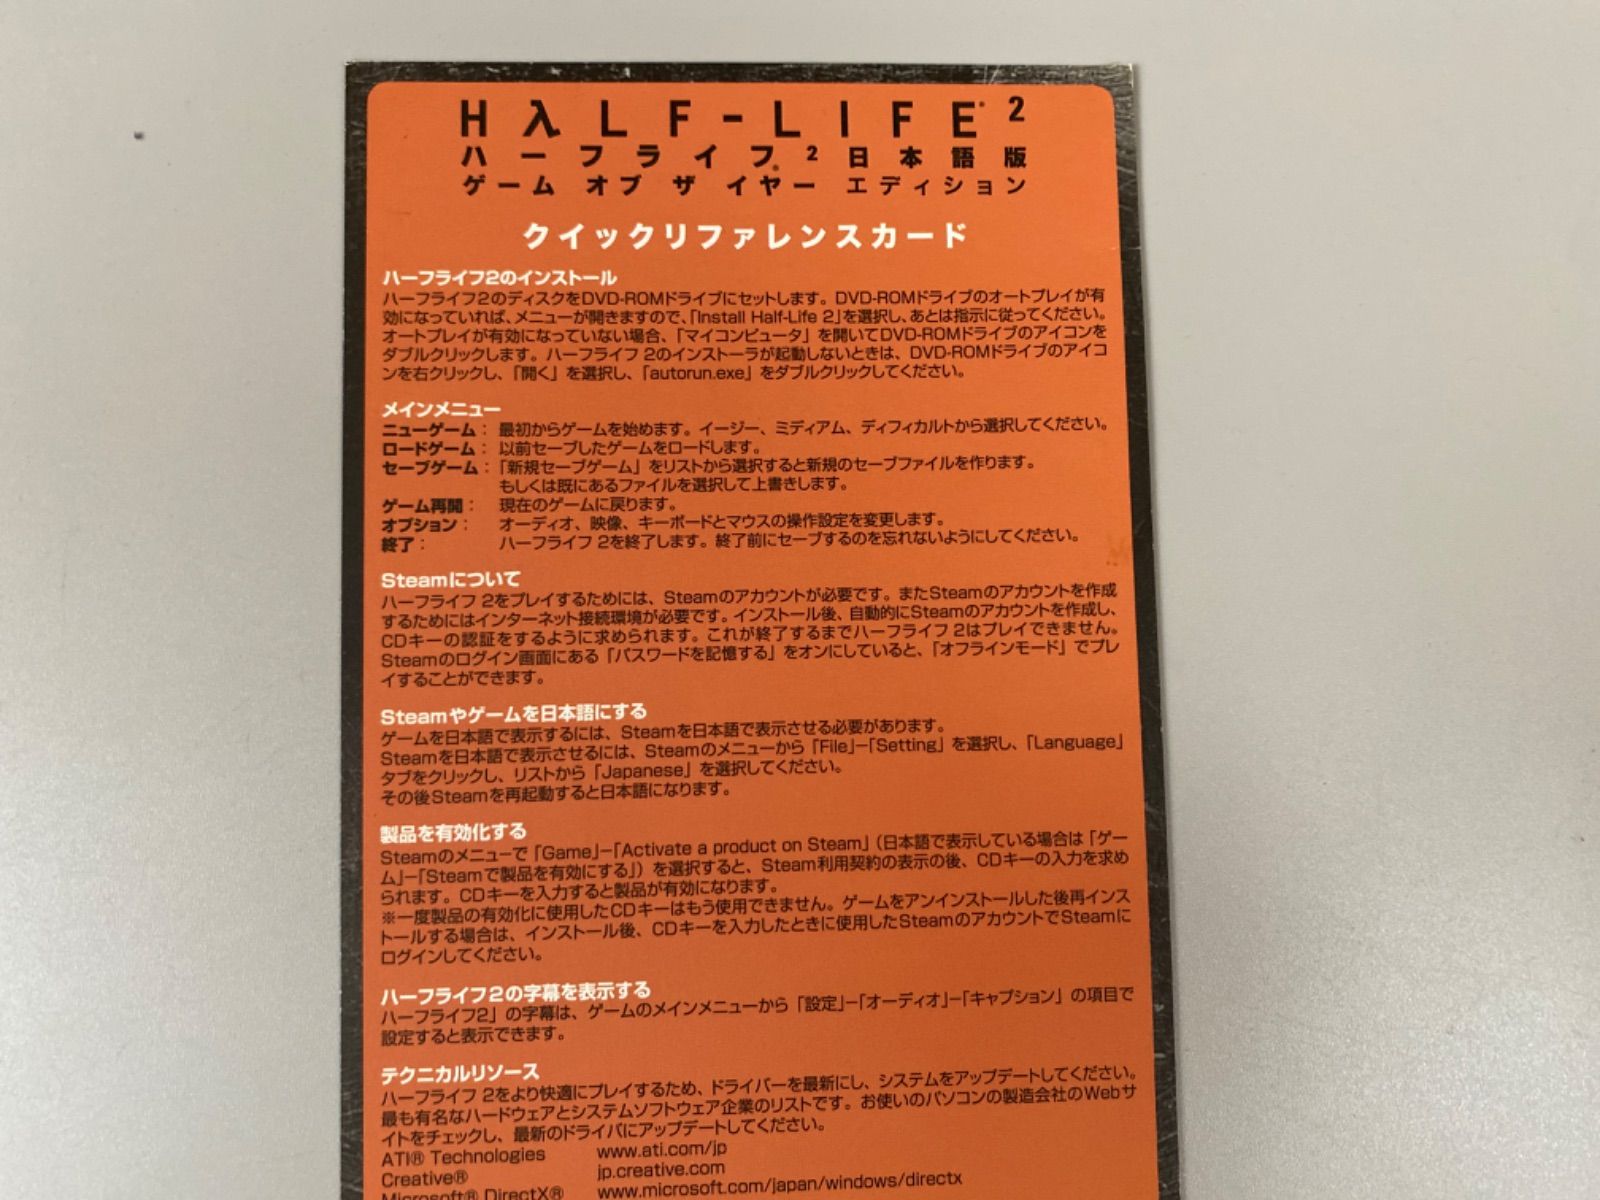 HλLF-LIFE® 2
ハーフライフ® 2 日本語版
ゲーム オブ ザ イヤー エディション
クイックリファレンスカード
ハーフライフ2のインストール
ハーフライフ2のディスクをDVD-ROMドライブにセットします。DVD-ROMドライブのオートプレイが有
効になっていれば、メニューが開きますので、「Install Half-Life 2」を選択し、あとは指示に従ってください。
オートプレイが有効になっていない場合、「マイコンピュータ」を開いてDVD-ROMドライブのアイコンを
ダブルクリックします。ハーフライフ 2のインストーラが起動しないときは、DVD-ROMドライブのアイコ
ンを右クリックし、「開く」を選択し、「autorun.exe」をダブルクリックしてください。
メインメニュー
ニューゲーム： 最初からゲームを始めます。イージー、ミディアム、ディフィカルトから選択してください。
ロードゲーム： 以前セーブしたゲームをロードします。
セーブゲーム： 「新規セーブゲーム」をリストから選択すると新規のセーブファイルを作ります。
もしくは既にあるファイルを選択して上書きします。
ゲーム再開： 現在のゲームに戻ります。
オプション： オーディオ、映像、キーボードとマウスの操作設定を変更します。
終了： ハーフライフ 2を終了します。終了前にセーブするのを忘れないようにしてください。
Steamについて
ハーフライフ 2をプレイするためには、Steamのアカウントが必要です。またSteamのアカウントを作成
するためにはインターネット接続環境が必要です。インストール後、自動的にSteamのアカウントを作成し、
CDキーの認証をするように求められます。これが終了するまでハーフライフ 2はプレイできません。
Steamのログイン画面にある「パスワードを記憶する」をオンにしていると、「オフラインモード」でプレ
イすることができます。
Steamやゲームを日本語にする
ゲームを日本語で表示するには、Steamを日本語で表示させる必要があります。
Steamを日本語で表示させるには、Steamのメニューから「File」−「Setting」を選択し、「Language」
タブをクリックし、リストから「Japanese」を選択してください。
その後Steamを再起動すると日本語になります。
製品を有効化する
Steamのメニューで「Game」−「Activate a product on Steam」（日本語で表示している場合は「ゲー
ム」−「Steamで製品を有効にする」）を選択すると、Steam利用契約の表示の後、CDキーの入力を求め
られます。CDキーを入力すると製品が有効になります。
※一度製品の有効化に使用したCDキーはもう使用できません。ゲームをアンインストールした後再インス
トールする場合は、インストール後、CDキーを入力したときに使用したSteamのアカウントでSteamに
ログインしてください。
ハーフライフ2の字幕を表示する
ハーフライフ2」の字幕は、ゲームのメインメニューから「設定」−「オーディオ」−「キャプション」の項目で
設定すると表示できます。
テクニカルリソース
ハーフライフ 2をより快適にプレイするため、ドライバーを最新にし、システムをアップデートしてください。
最も有名なハードウェアとシステムソフトウェア企業のリストです。お使いのパソコンの製造会社のWebサ
イトをチェックし、最新のドライバにアップデートしてください。
ATI® Technologies www.ati.com/jp
Creative® jp.creative.com
Microsoft® DirectX® www.microsoft.com/japan/windows/directx